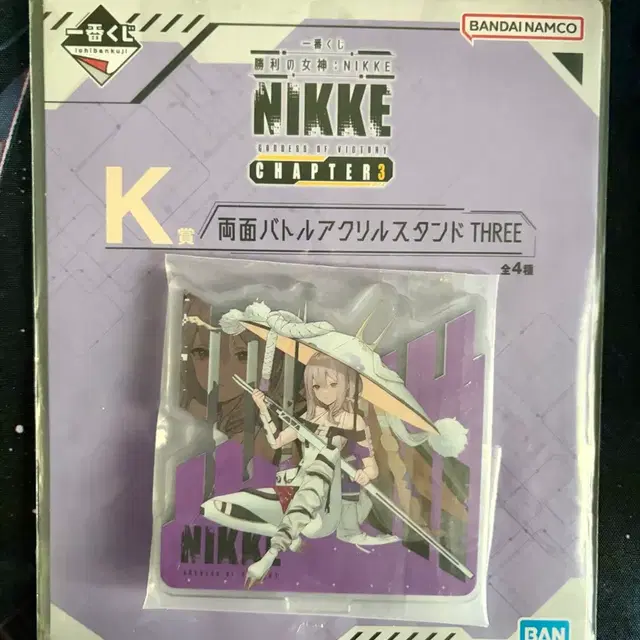 一番くじ
ichibankuji
BANDAI NAMCO
一番くじ
勝利の女神：NIKKE
NIKKE
GODDESS OF VICTORY
CHAPTER3
K賞
両面バトルアクリルスタンド THREE
全4種
NIKKE
GODDESS OF VICTORY
BAN